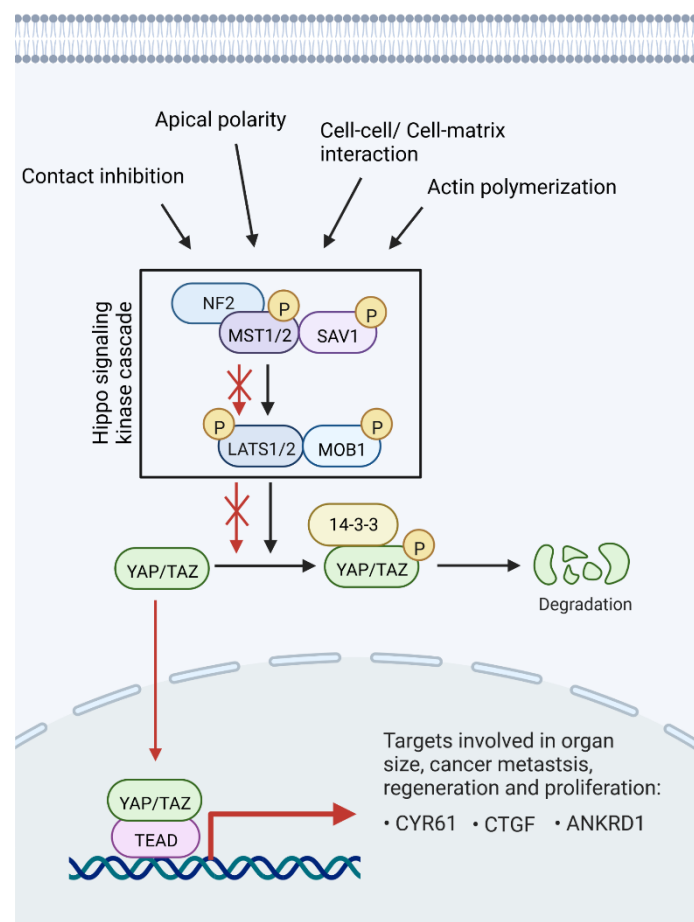 Apical polarity
Cell-cell/ Cell-matrix
interaction
Contact inhibition
Actin polymerization
Hippo signaling
kinase cascade
NF2
P
P
MST1/2
SAV1
P
P
LATS1/2
MOB1
14-3-3
P
YAP/TAZ
YAP/TAZ
Degradation
Targets involved in organ
size, cancer metastsis,
regeneration and proliferation:
• CYR61 • CTGF • ANKRD1
YAP/TAZ
TEAD